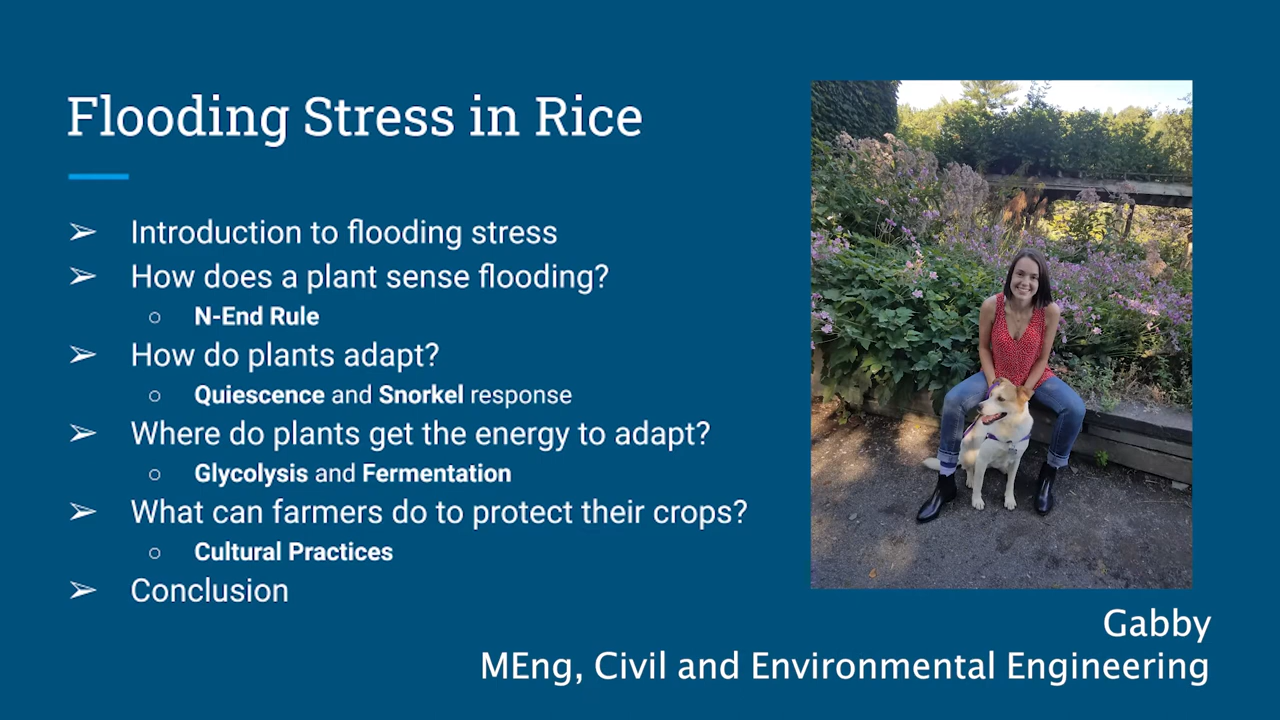 Flooding Stress in Rice
➢ Introduction to flooding stress
➢ How does a plant sense flooding?
○ N-End Rule
➢ How do plants adapt?
○ Quiescence and Snorkel response
➢ Where do plants get the energy to adapt?
○ Glycolysis and Fermentation
➢ What can farmers do to protect their crops?
○ Cultural Practices
➢ Conclusion
Gabby
MEng, Civil and Environmental Engineering